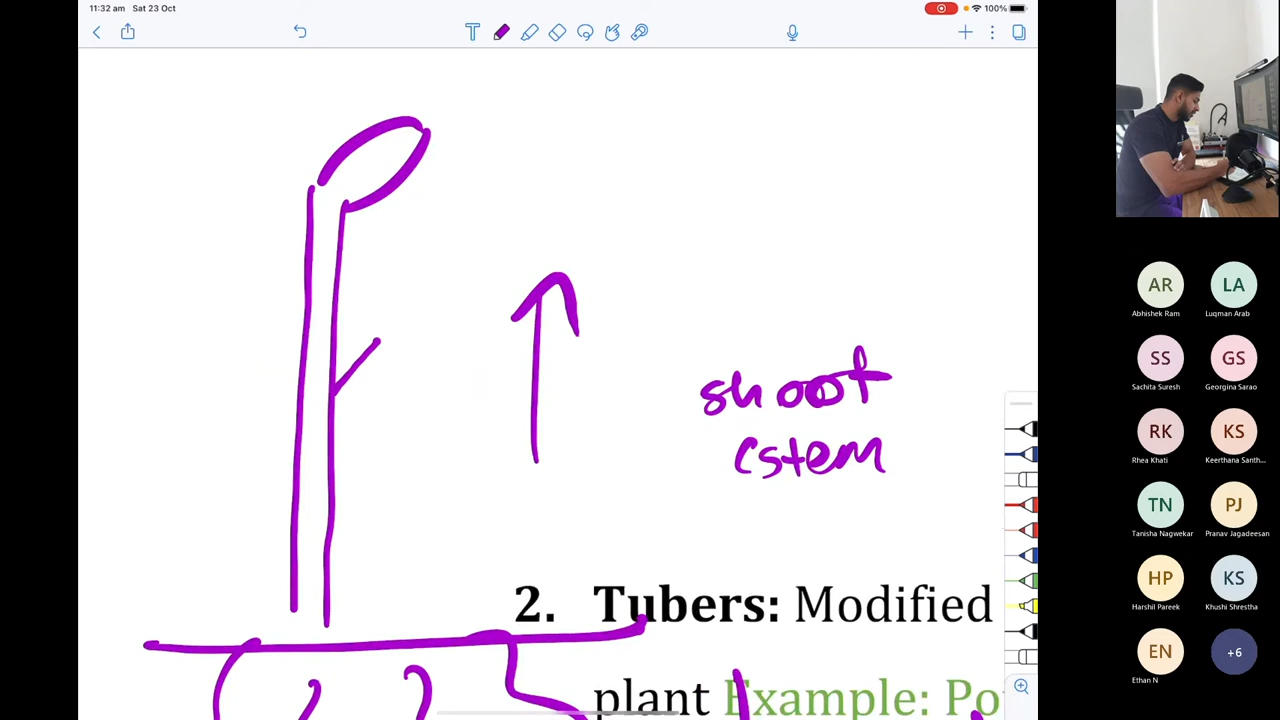 11:32 am Sat 23 Oct
100%
T
shoot
(stem
2. Tubers: Modified
plant Example: Po
AR
Abhishek Ram
LA
Luqman Arab
SS
Sachita Suresh
GS
Georgina Sarao
RK
Rhea Khati
KS
Keerthana Santh...
TN
Tanisha Nagwekar
PJ
Pranav Jagadeesan
HP
Harshil Pareek
KS
Khushi Shrestha
EN
Ethan N
+6